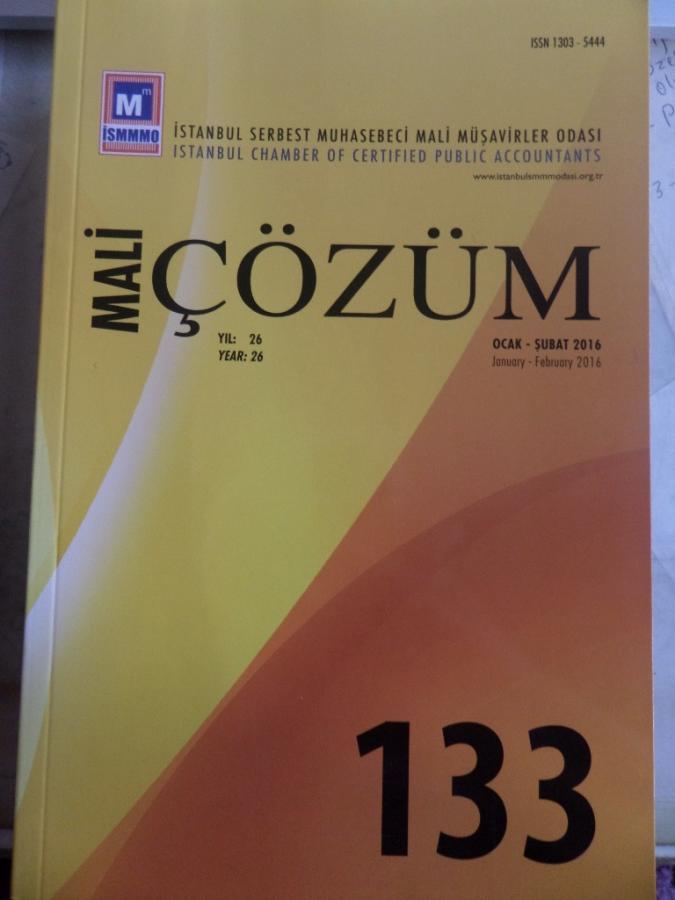 ISSN 1303 - 5444
Mm
İSMMMO
İSTANBUL SERBEST MUHASEBECİ MALİ MÜŞAVİRLER ODASI
ISTANBUL CHAMBER OF CERTIFIED PUBLIC ACCOUNTANTS
www.istanbulsmmmodasi.org.tr
MALİ
ÇÖZÜM
YIL: 26
YEAR: 26
OCAK - ŞUBAT 2016
January - February 2016
133